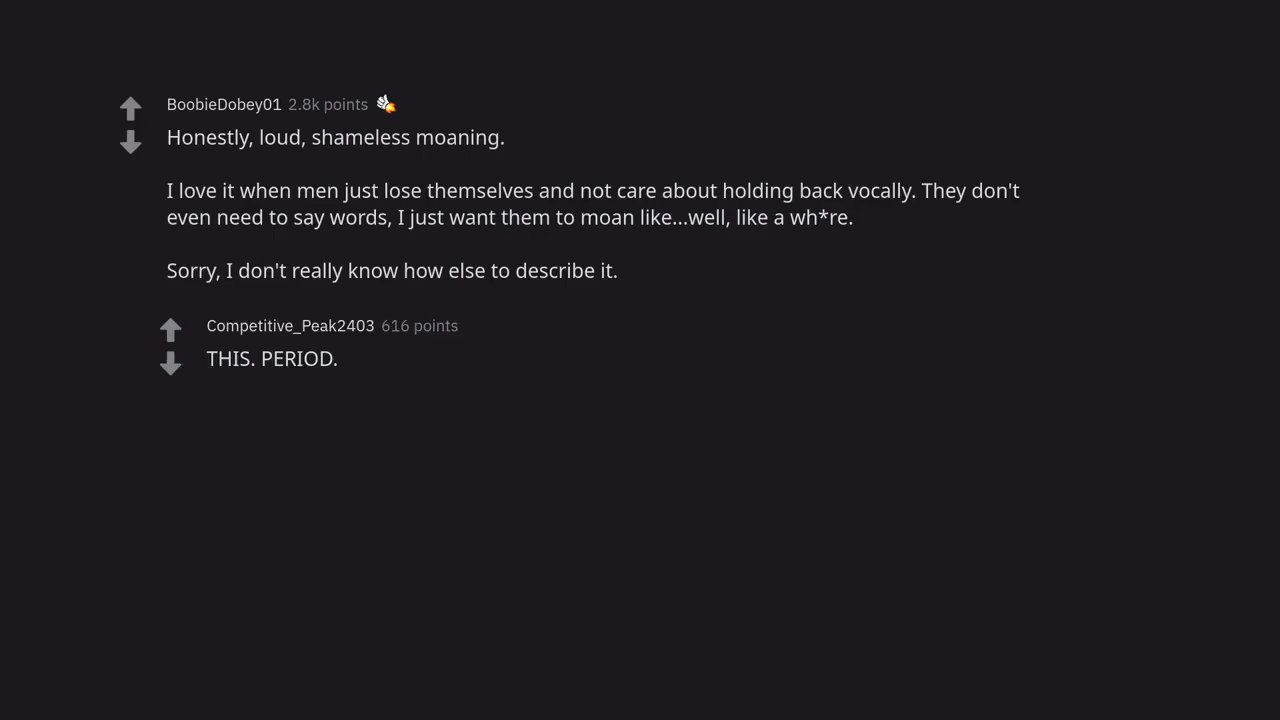 BoobieDobey01 2.8k points
Honestly, loud, shameless moaning.
I love it when men just lose themselves and not care about holding back vocally. They don't
even need to say words, I just want them to moan like...well, like a wh*re.
Sorry, I don't really know how else to describe it.
Competitive_Peak2403 616 points
THIS. PERIOD.